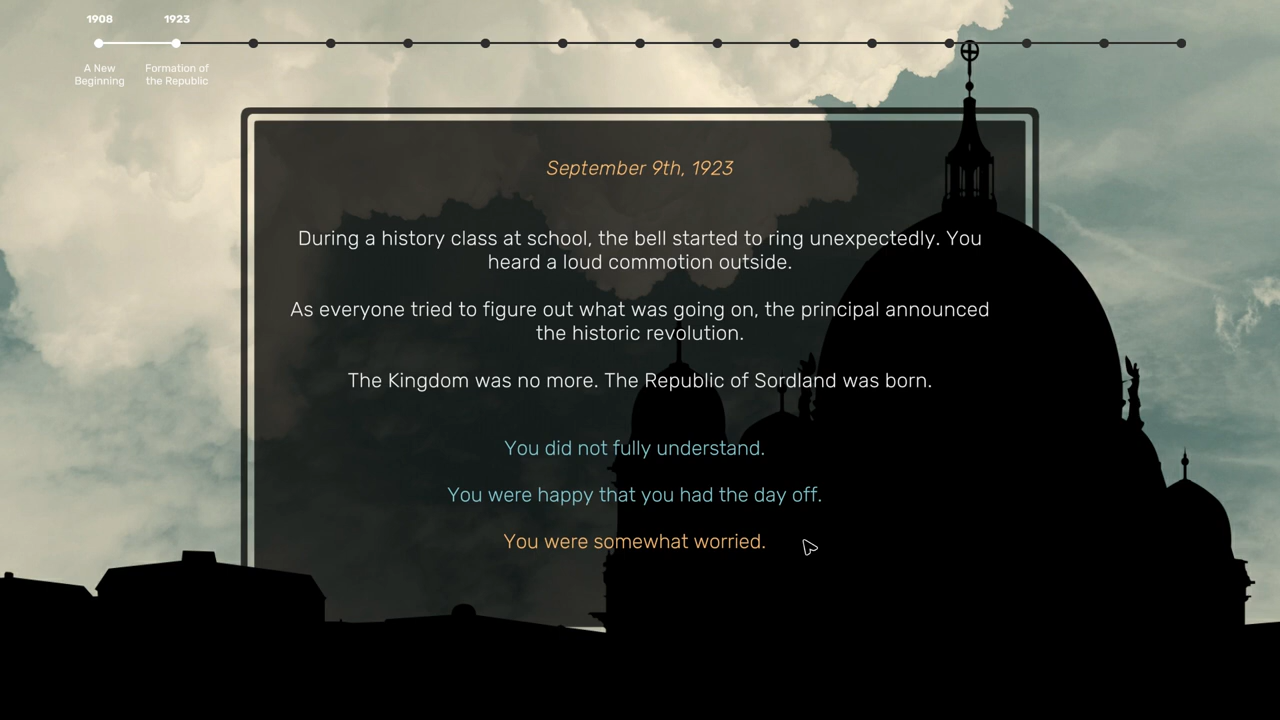 1908
1923
A New
Beginning
Formation of
the Republic
September 9th, 1923
During a history class at school, the bell started to ring unexpectedly. You
heard a loud commotion outside.
As everyone tried to figure out what was going on, the principal announced
the historic revolution.
The Kingdom was no more. The Republic of Sordland was born.
You did not fully understand.
You were happy that you had the day off.
You were somewhat worried.